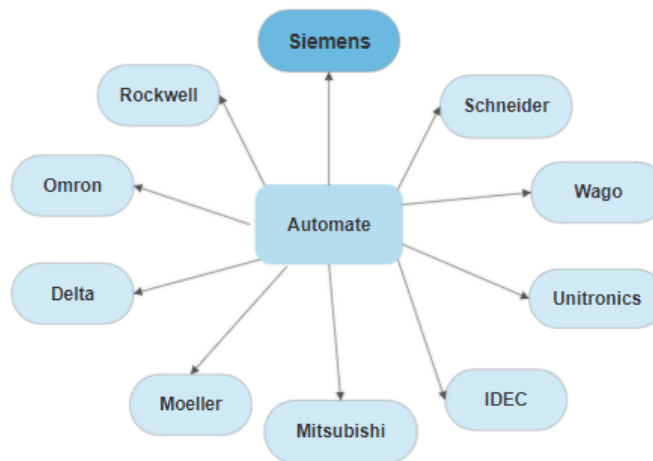 Siemens
Rockwell
Schneider
Omron
Wago
Automate
Delta
Unitronics
Moeller
IDEC
Mitsubishi